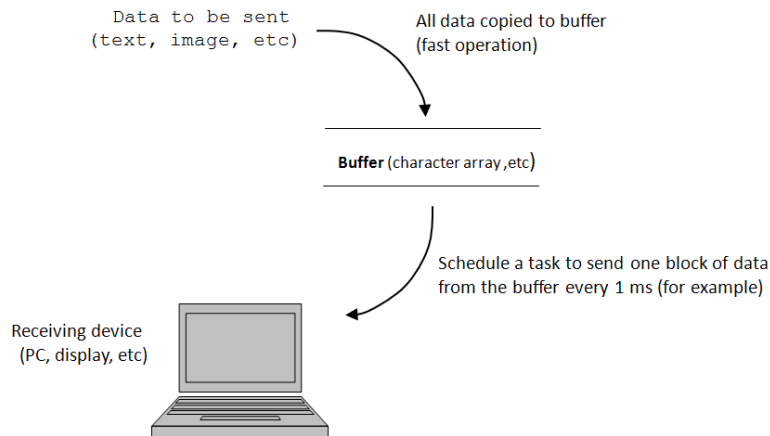 Data to be sent
(text, image, etc)
All data copied to buffer
(fast operation)
Buffer (character array ,etc)
Schedule a task to send one block of data
from the buffer every 1 ms (for example)
Receiving device
(PC, display, etc)